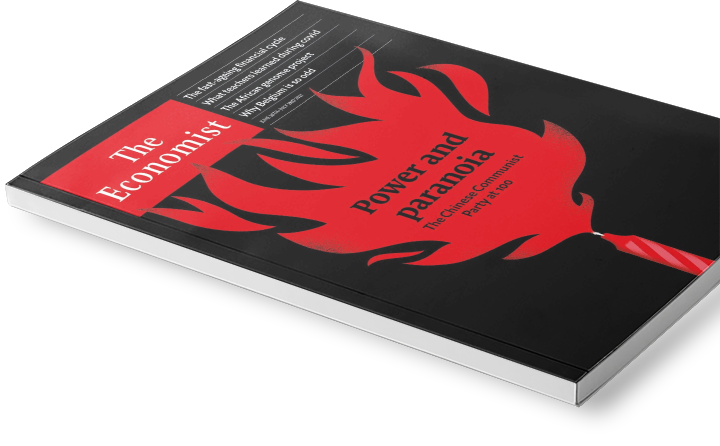 The
Economist
The fast-ageing financial cycle
What teachers learned during covid
The African genome project
Why Belgium is so odd
Power and
paranoia
The Chinese Communist
Party at 100